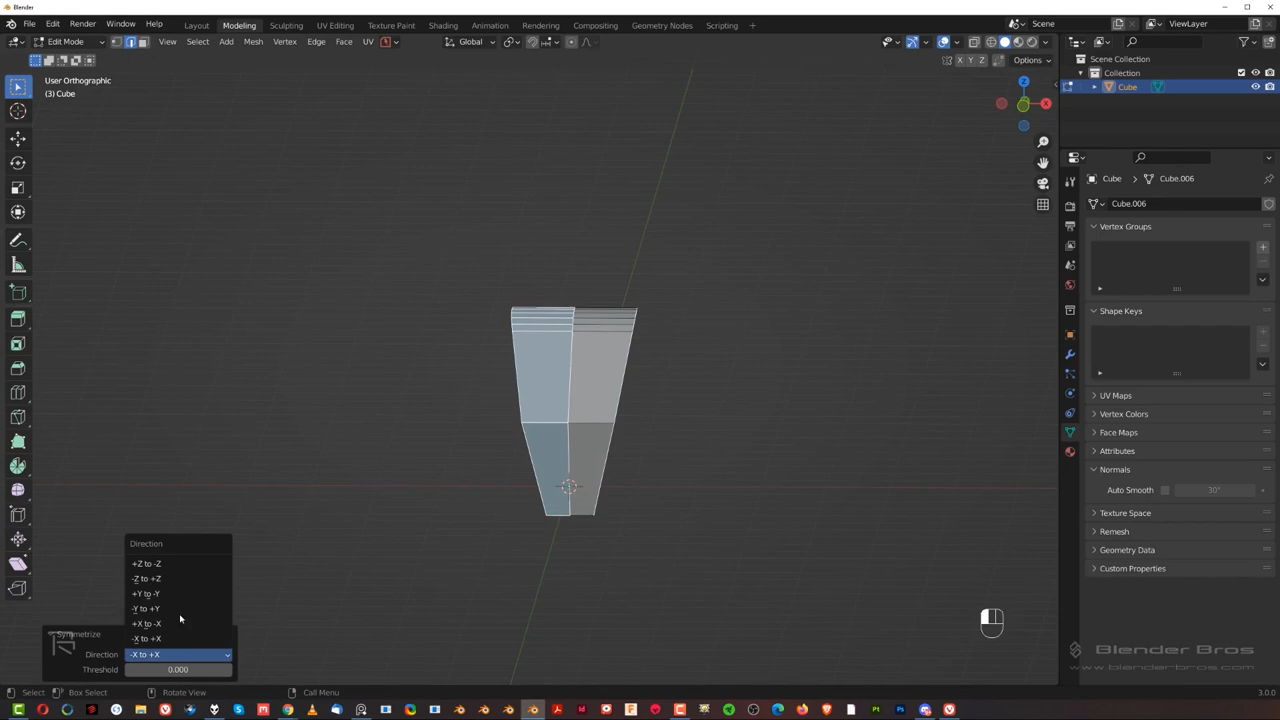 Blender
File Edit Render Window Help Layout Modeling Sculpting UV Editing Texture Paint Shading Animation Rendering Compositing Geometry Nodes Scripting + Scene ViewLayer
Edit Mode View Select Add Mesh Vertex Edge Face UV Global
X Y Z Options
User Orthographic
(3) Cube
Z
X
Scene Collection
Collection
Cube
Cube Cube.006
Cube.006
Vertex Groups
Shape Keys
UV Maps
Vertex Colors
Face Maps
Attributes
Normals
Auto Smooth 30°
Texture Space
Remesh
Geometry Data
Custom Properties
Direction
+Z to -Z
-Z to +Z
+Y to -Y
-Y to +Y
+X to -X
-X to +X
Symmetrize
Direction -X to +X
Threshold 0.000
Blender Bros
www.blenderbros.com
Select Box Select Rotate View Call Menu
3.0.0
Pt Ps